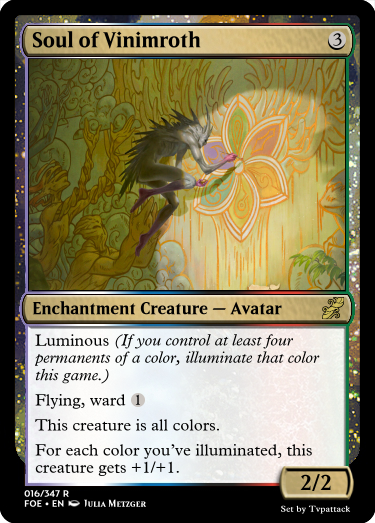 Soul of Vinimroth 3
Enchantment Creature — Avatar
Luminous (If you control at least four
permanents of a color, illuminate that color
this game.)
Flying, ward 1
This creature is all colors.
For each color you've illuminated, this
creature gets +1/+1.
2/2
016/347 R
FOE • EN Julia Metzger
Set by Tvpattack